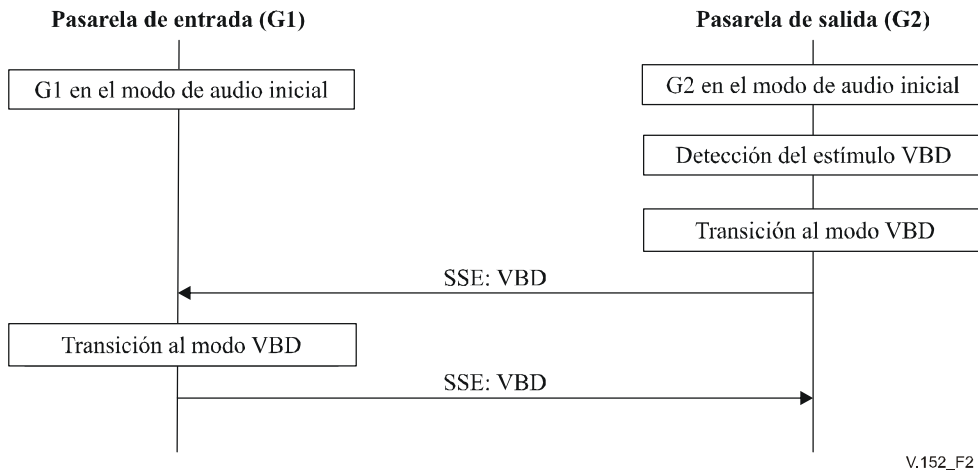 Pasarela de entrada (G1)
Pasarela de salida (G2)
G1 en el modo de audio inicial
G2 en el modo de audio inicial
Detección del estímulo VBD
Transición al modo VBD
SSE: VBD
Transición al modo VBD
SSE: VBD
V.152_F2